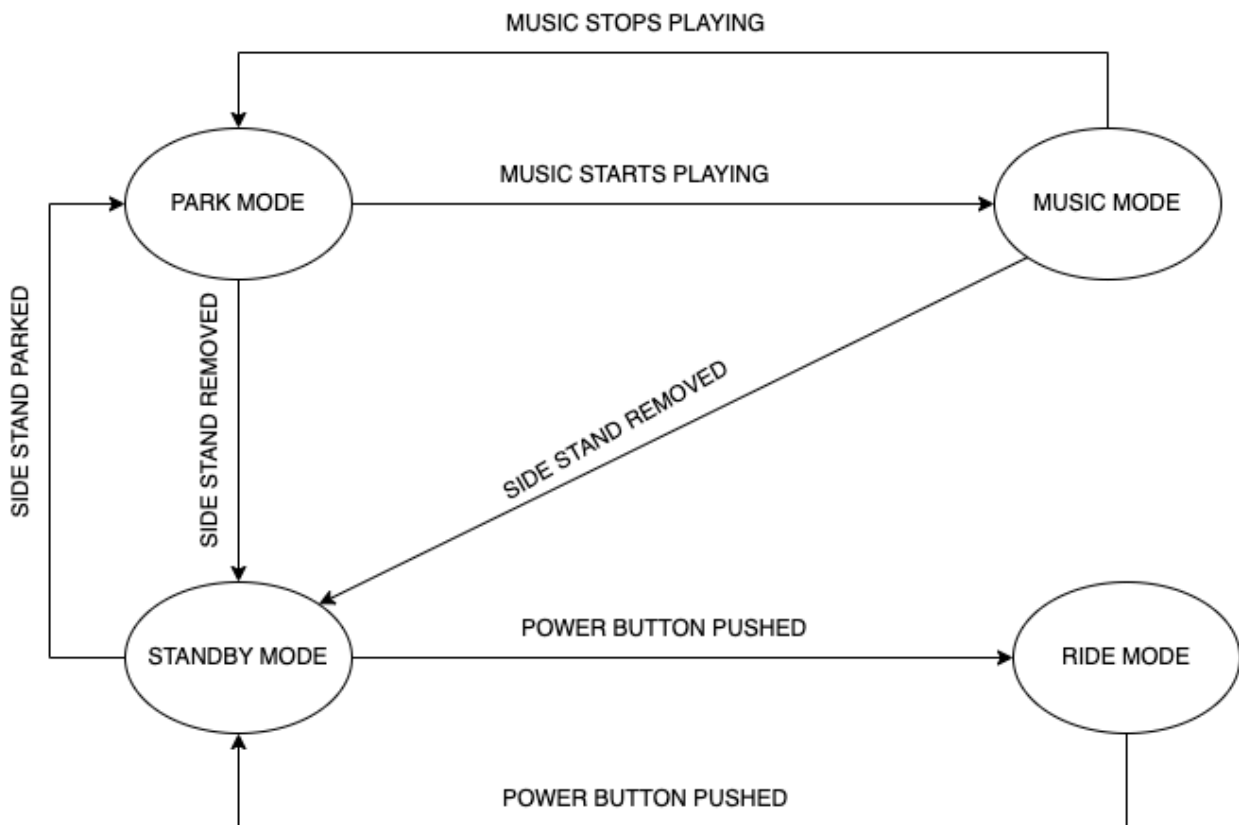 MUSIC STOPS PLAYING
PARK MODE
MUSIC STARTS PLAYING
MUSIC MODE
SIDE STAND PARKED
SIDE STAND REMOVED
SIDE STAND REMOVED
STANDBY MODE
POWER BUTTON PUSHED
RIDE MODE
POWER BUTTON PUSHED